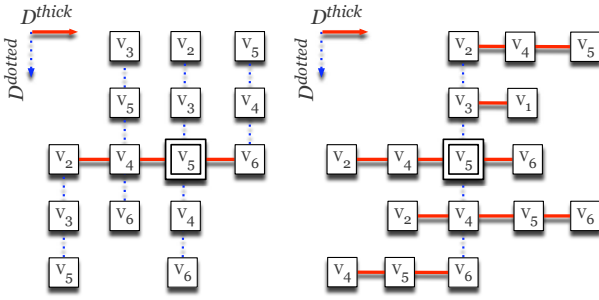 D^thick D^thick
D^dotted D^dotted
V₃ V₂ V₅ V₂ V₄ V₅
V₅ V₃ V₄ V₃ V₁
V₂ V₄ V₅ V₆ V₂ V₄ V₅ V₆
V₃ V₆ V₄ V₂ V₄ V₅ V₆
V₅ V₆ V₄ V₅ V₆